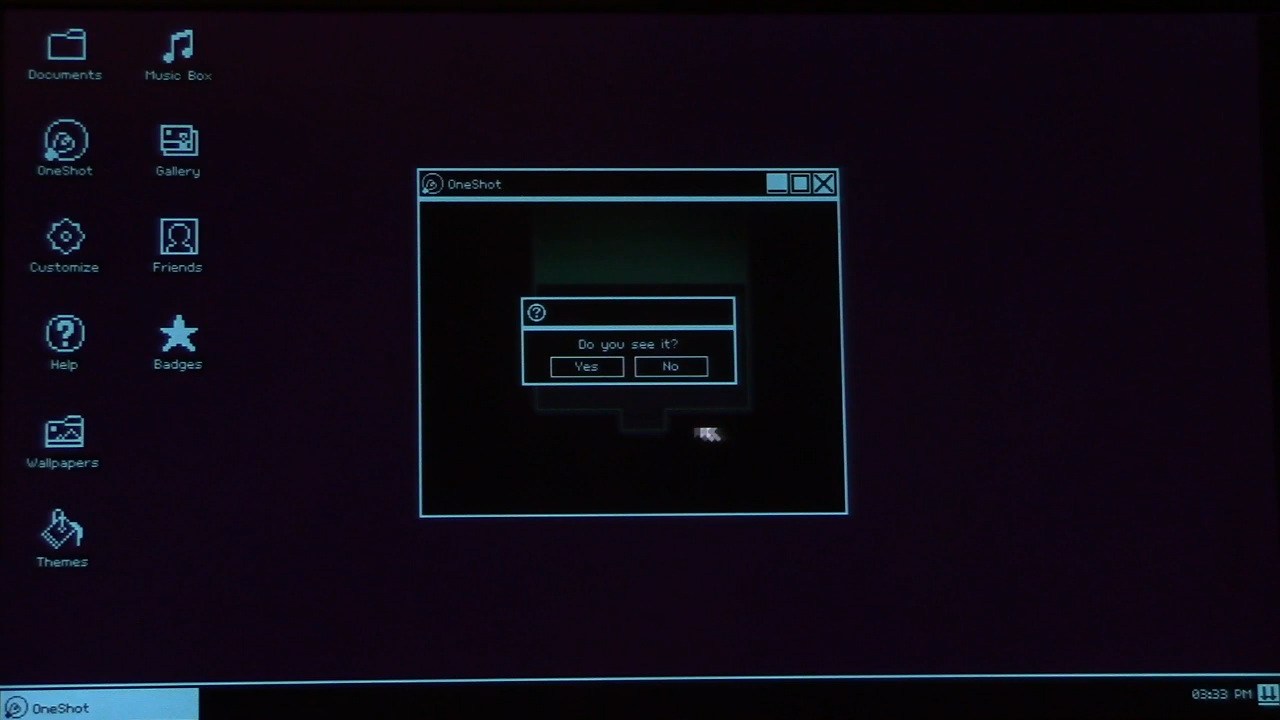 Documents
Music Box
OneShot
Gallery
Customize
Friends
Help
Badges
Wallpapers
Themes
OneShot
Do you see it?
Yes
No
OneShot
03:33 PM